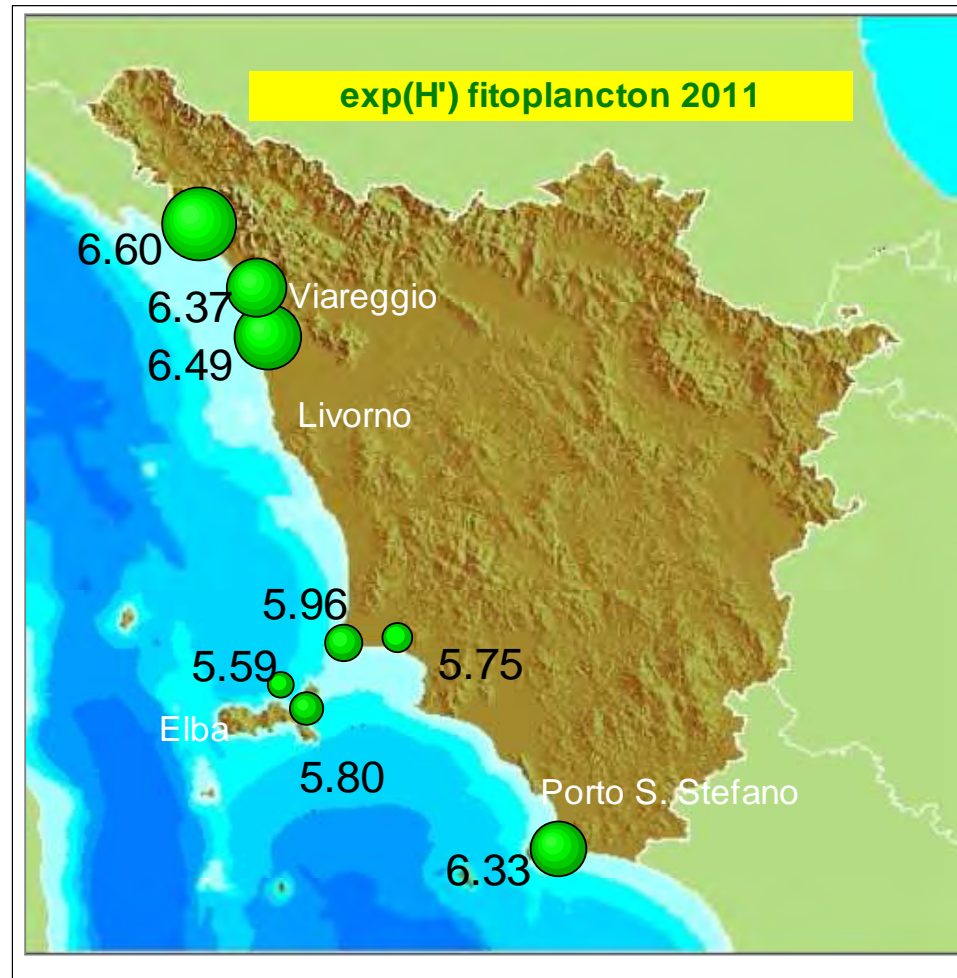 exp(H') fitoplancton 2011
6.60
6.37
Viareggio
6.49
Livorno
5.96
5.59
5.75
Elba
5.80
Porto S. Stefano
6.33